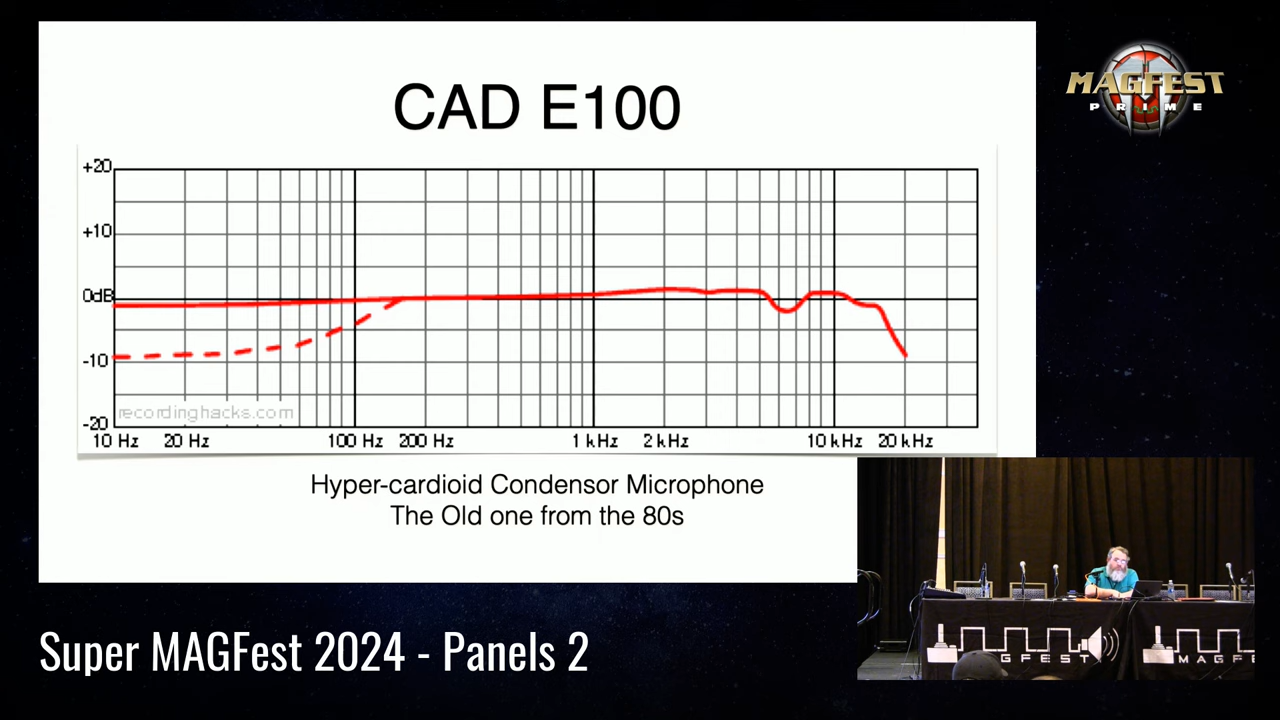 CAD E100
+20
+10
0dB
-10
-20
recordinghacks.com
10 Hz 20 Hz 100 Hz 200 Hz 1 kHz 2 kHz 10 kHz 20 kHz
Hyper-cardioid Condensor Microphone
The Old one from the 80s
MAGFEST
PRIME
Super MAGFest 2024 - Panels 2
MAGFEST
MAGFE